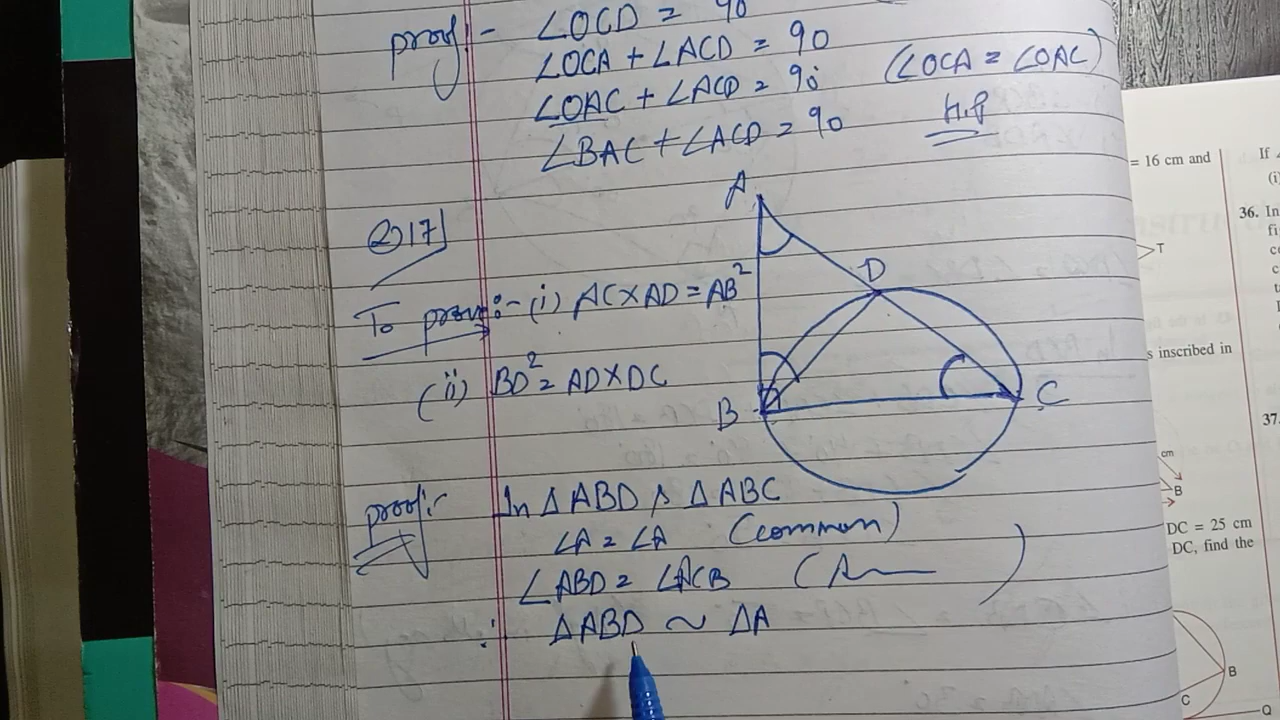 proof:- ∠OCD = 90
∠OCA + ∠ACD = 90
∠OAC + ∠ACD = 90° (∠OCA = ∠OAC)
∠BAC + ∠ACD = 90 H.P
Q17]
To prove:- (i) AC×AD = AB²
(ii) BD² = AD×DC
A
D
B
C
proof:- In △ABD & △ABC
∠A = ∠A (common)
∠ABD = ∠ACB (A )
∴ △ABD ~ △A
= 16 cm and
T
s inscribed in
cm
B
DC = 25 cm
DC, find the
B
C
Q
If
(i)
36. In
fi
37.